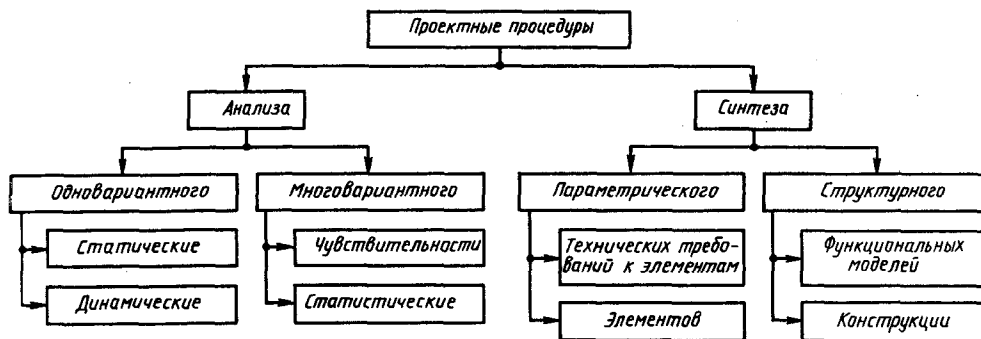 Проектные процедуры
Анализа
Синтеза
Одновариантного
Многовариантного
Параметрического
Структурного
Статические
Чувствительности
Технических требо-
ваний к элементам
Функциональных
моделей
Динамические
Статистические
Элементов
Конструкции